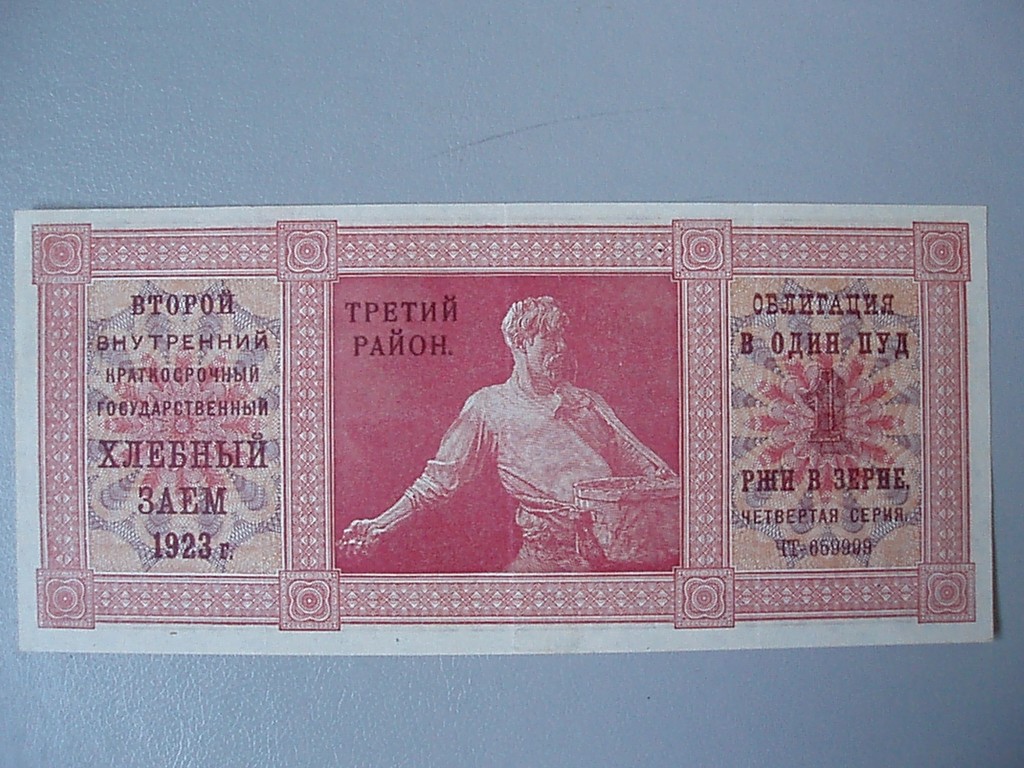 ВТОРОЙ
ВНУТРЕННИЙ
КРАТКОСРОЧНЫЙ
ГОСУДАРСТВЕННЫЙ
ХЛЕБНЫЙ
ЗАЕМ
1923 г.
ТРЕТИЙ
РАЙОН.
ОБЛИГАЦИЯ
В ОДИН ПУД
1
РЖИ В ЗЕРНЕ.
ЧЕТВЕРТАЯ СЕРИЯ.